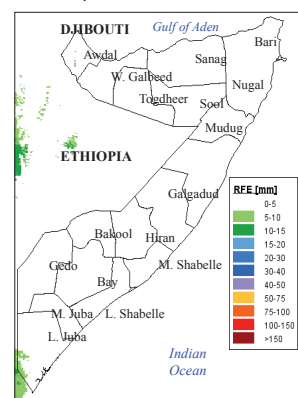 DJIBOUTI
Gulf of Aden
Bari
Awdal
Sanag
W. Galbeed
Nugal
Togdheer
Sool
Mudug
ETHIOPIA
Galgadud
RFE [mm]
0-5
5-10
10-15
15-20
20-30
30-40
40-50
50-75
75-100
100-150
>150
Bakool
Hiran
Gedo
M. Shabelle
Bay
M. Juba
L. Shabelle
L. Juba
Indian
Ocean